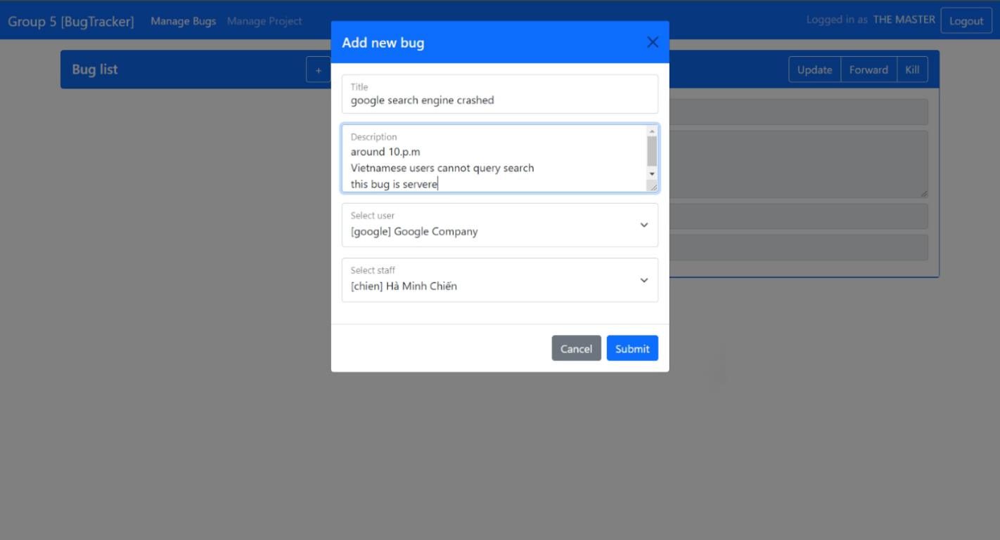 Group 5 [BugTracker] Manage Bugs Manage Project Logged in as THE MASTER Logout
Bug list + Update Forward Kill
Add new bug
Title
google search engine crashed
Description
around 10.p.m
Vietnamese users cannot query search
this bug is servere
Select user
[google] Google Company
Select staff
[chien] Hà Minh Chiến
Cancel Submit